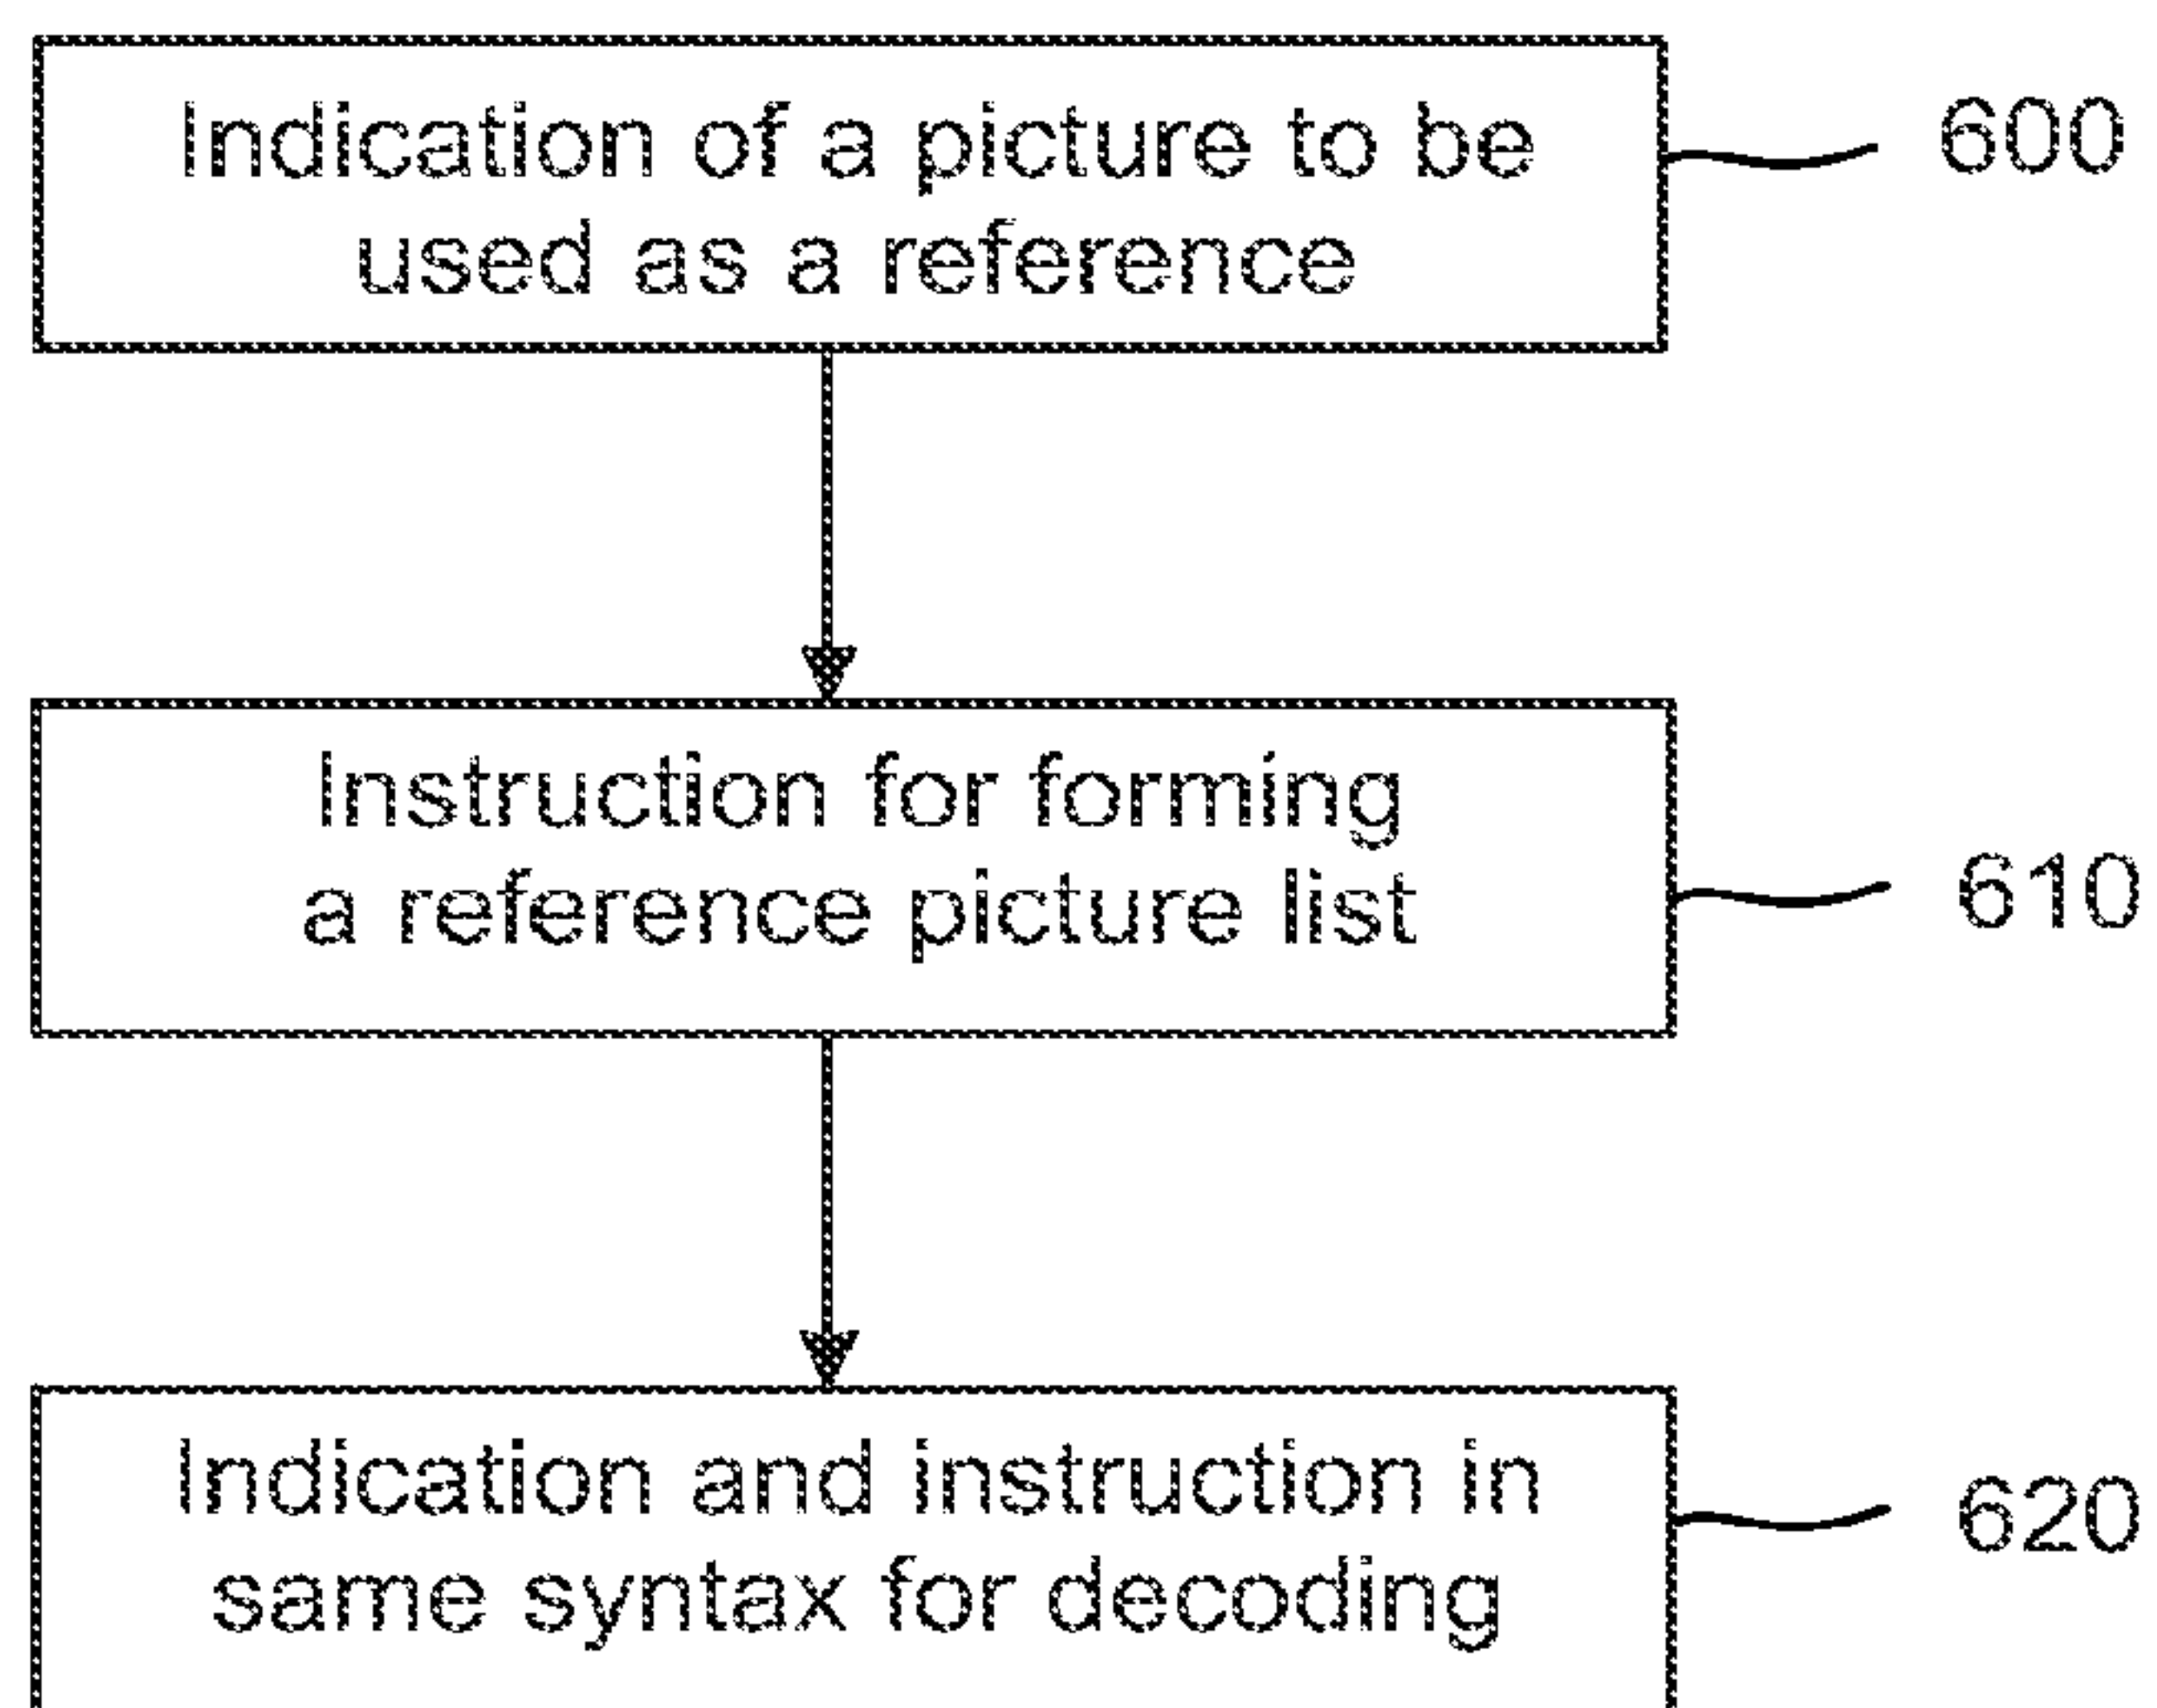 Indication of a picture to be
used as a reference
600
Instruction for forming
a reference picture list
610
Indication and instruction in
same syntax for decoding
620